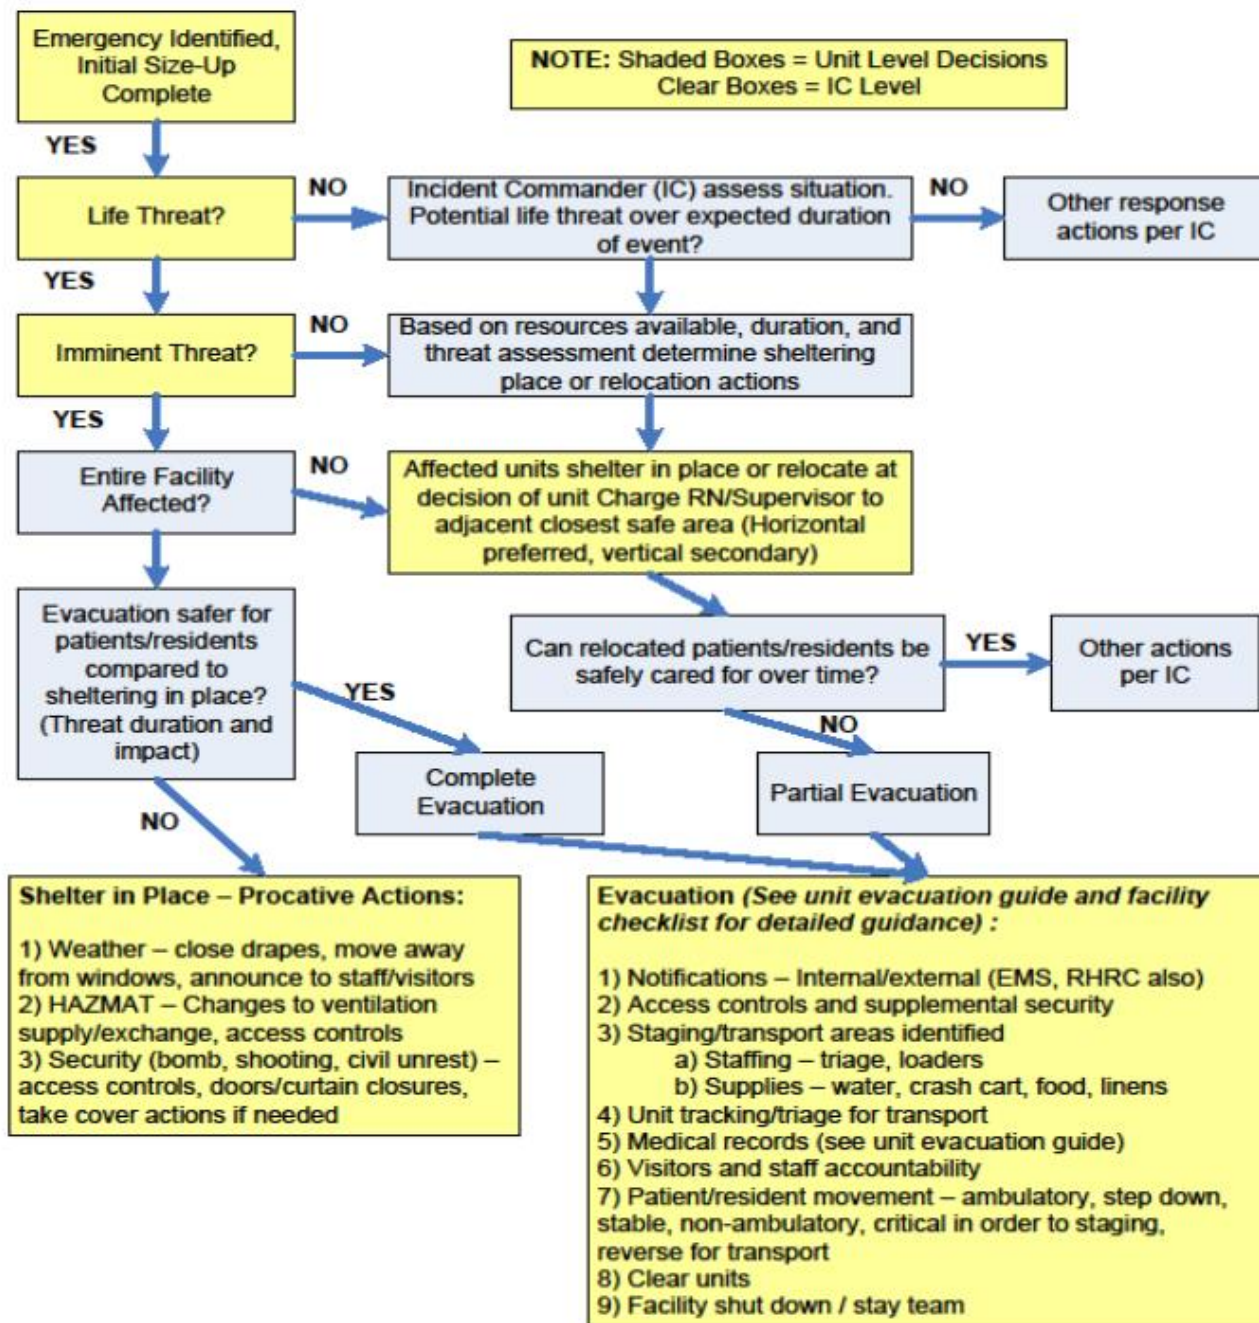 Emergency Identified,
Initial Size-Up
Complete
NOTE: Shaded Boxes = Unit Level Decisions
Clear Boxes = IC Level
YES
Life Threat?
NO
Incident Commander (IC) assess situation.
Potential life threat over expected duration
of event?
NO
Other response
actions per IC
YES
Imminent Threat?
NO
Based on resources available, duration, and
threat assessment determine sheltering
place or relocation actions
YES
Entire Facility
Affected?
NO
Affected units shelter in place or relocate at
decision of unit Charge RN/Supervisor to
adjacent closest safe area (Horizontal
preferred, vertical secondary)
Evacuation safer for
patients/residents
compared to
sheltering in place?
(Threat duration and
impact)
YES
Can relocated patients/residents be
safely cared for over time?
YES
Other actions
per IC
NO
Complete
Evacuation
Partial Evacuation
NO
Shelter in Place – Procative Actions:
1) Weather – close drapes, move away
from windows, announce to staff/visitors
2) HAZMAT – Changes to ventilation
supply/exchange, access controls
3) Security (bomb, shooting, civil unrest) –
access controls, doors/curtain closures,
take cover actions if needed
Evacuation (See unit evacuation guide and facility
checklist for detailed guidance) :
1) Notifications – Internal/external (EMS, RHRC also)
2) Access controls and supplemental security
3) Staging/transport areas identified
a) Staffing – triage, loaders
b) Supplies – water, crash cart, food, linens
4) Unit tracking/triage for transport
5) Medical records (see unit evacuation guide)
6) Visitors and staff accountability
7) Patient/resident movement – ambulatory, step down,
stable, non-ambulatory, critical in order to staging,
reverse for transport
8) Clear units
9) Facility shut down / stay team